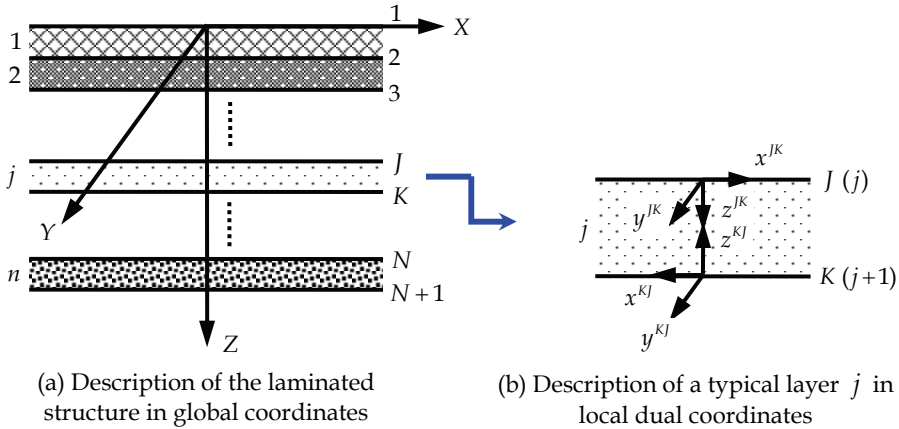 1
X
1
2
2
3
j
J
K
Y
n
N
N+1
Z
x^{JK}
J (j)
y^{JK}
z^{JK}
j
z^{KJ}
K (j+1)
x^{KJ}
y^{KJ}
(a) Description of the laminated
structure in global coordinates
(b) Description of a typical layer j in
local dual coordinates